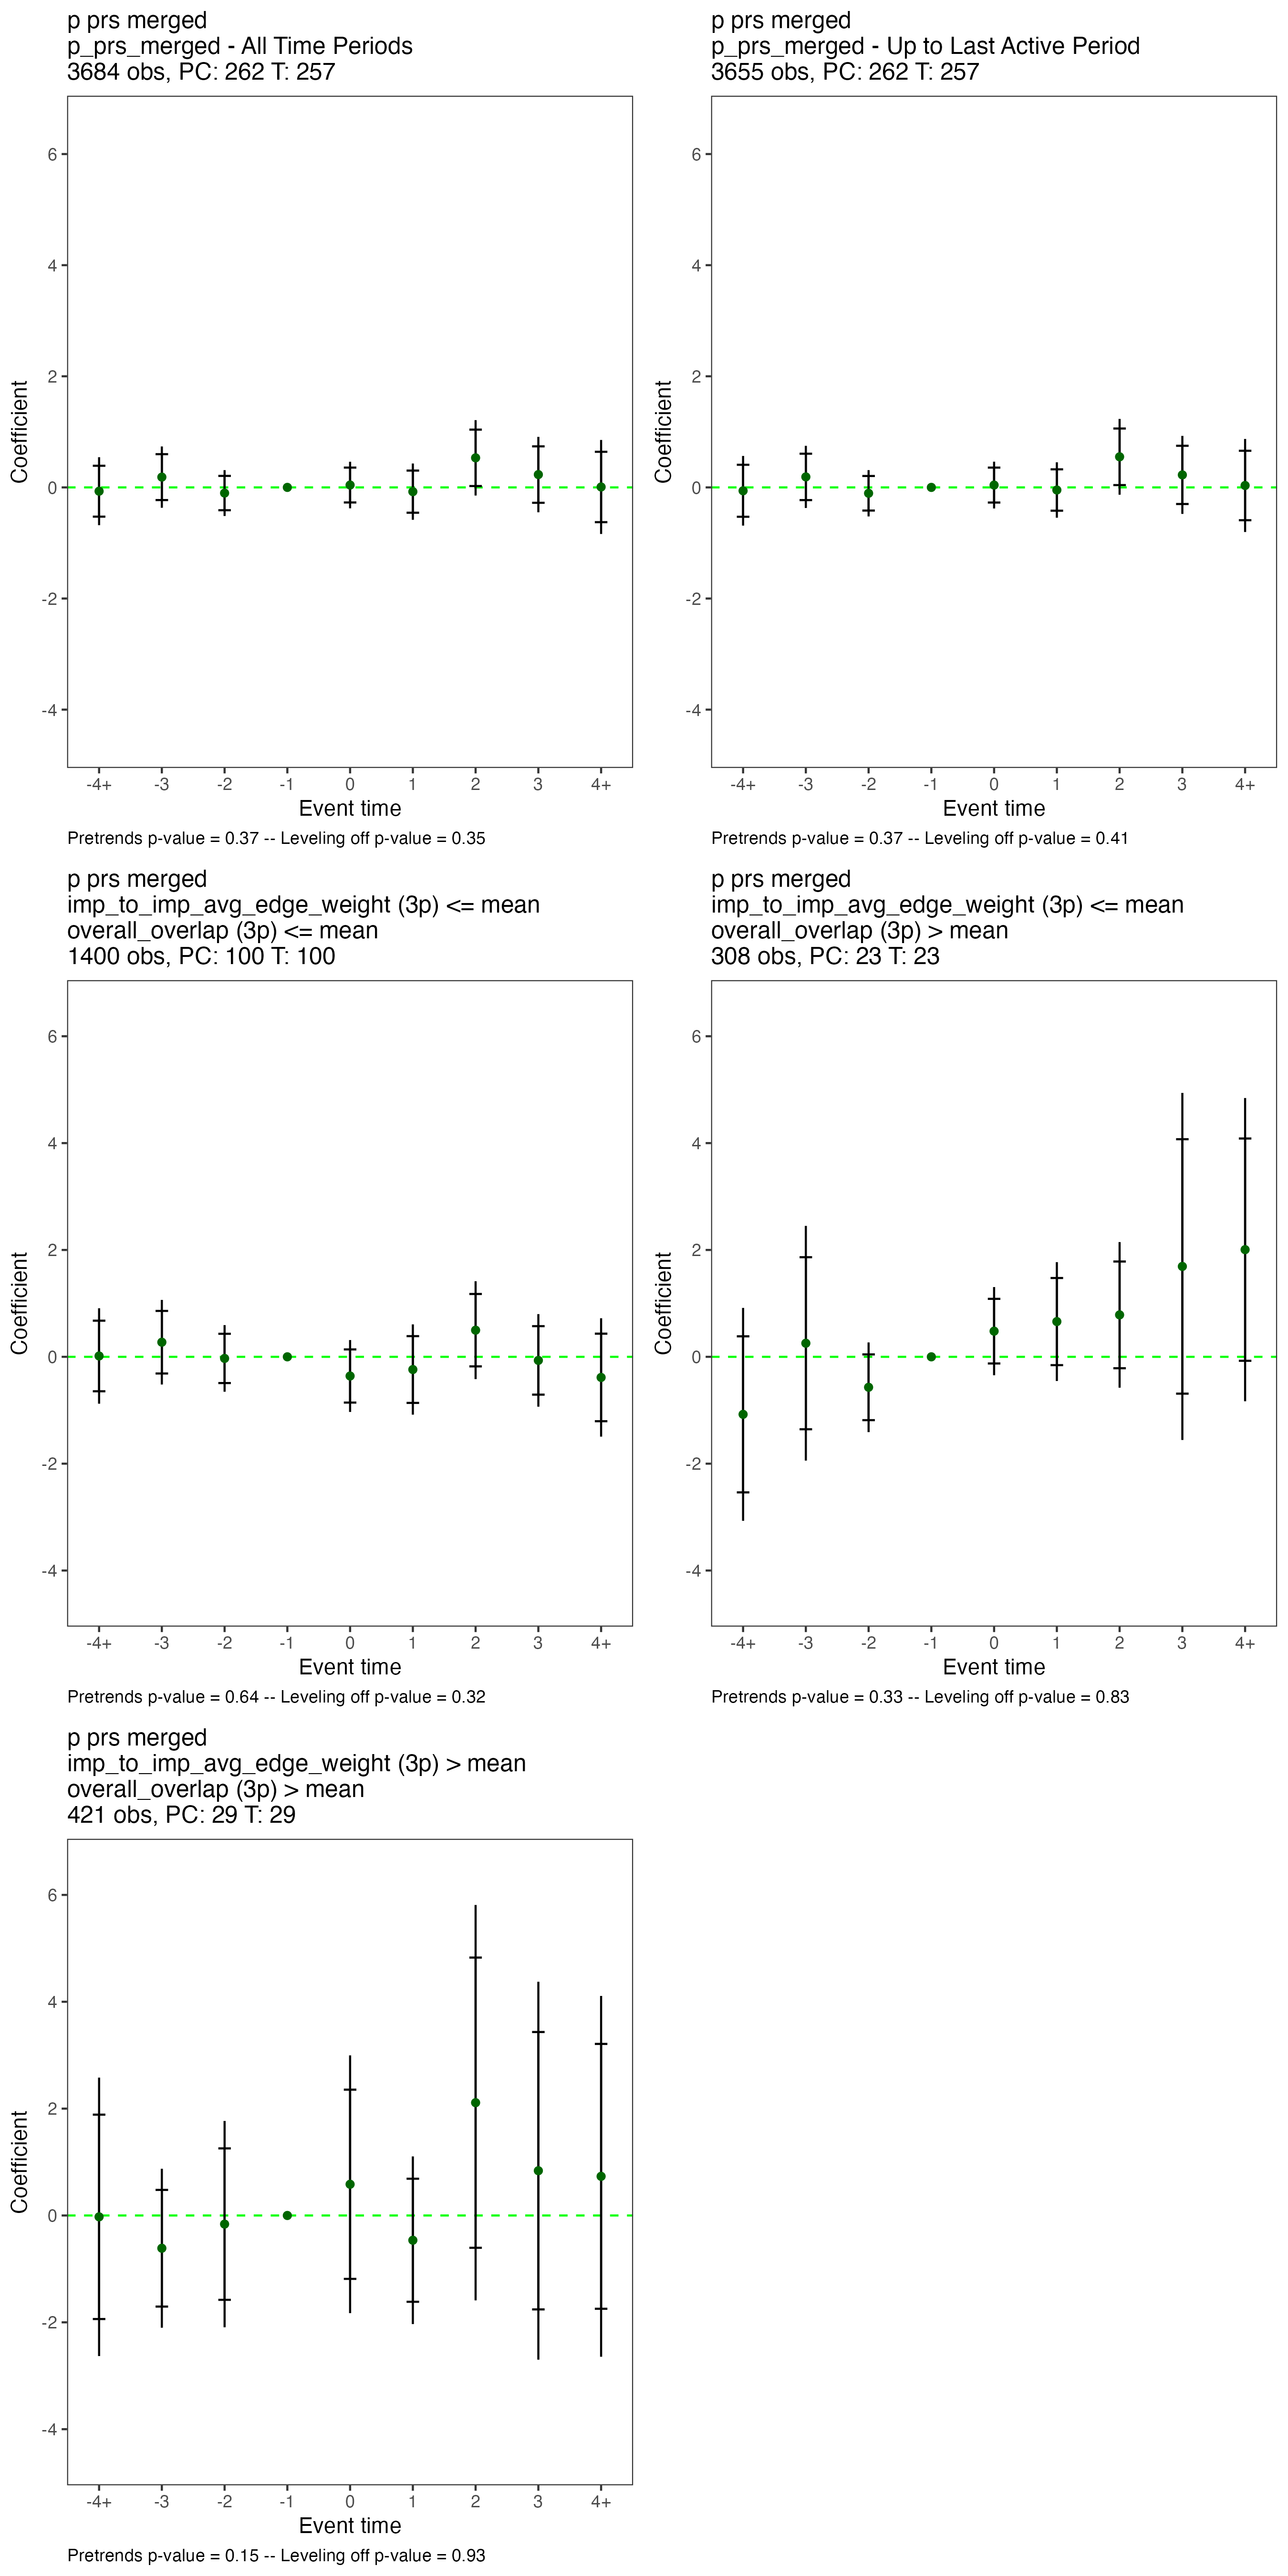 p prs merged
p_prs_merged - All Time Periods
3684 obs, PC: 262 T: 257
6
4
2
0
-2
-4
Coefficient
-4+ -3 -2 -1 0 1 2 3 4+
Event time
Pretrends p-value = 0.37 -- Leveling off p-value = 0.35
p prs merged
p_prs_merged - Up to Last Active Period
3655 obs, PC: 262 T: 257
6
4
2
0
-2
-4
Coefficient
-4+ -3 -2 -1 0 1 2 3 4+
Event time
Pretrends p-value = 0.37 -- Leveling off p-value = 0.41
p prs merged
imp_to_imp_avg_edge_weight (3p) <= mean
overall_overlap (3p) <= mean
1400 obs, PC: 100 T: 100
6
4
2
0
-2
-4
Coefficient
-4+ -3 -2 -1 0 1 2 3 4+
Event time
Pretrends p-value = 0.64 -- Leveling off p-value = 0.32
p prs merged
imp_to_imp_avg_edge_weight (3p) <= mean
overall_overlap (3p) > mean
308 obs, PC: 23 T: 23
6
4
2
0
-2
-4
Coefficient
-4+ -3 -2 -1 0 1 2 3 4+
Event time
Pretrends p-value = 0.33 -- Leveling off p-value = 0.83
p prs merged
imp_to_imp_avg_edge_weight (3p) > mean
overall_overlap (3p) > mean
421 obs, PC: 29 T: 29
6
4
2
0
-2
-4
Coefficient
-4+ -3 -2 -1 0 1 2 3 4+
Event time
Pretrends p-value = 0.15 -- Leveling off p-value = 0.93